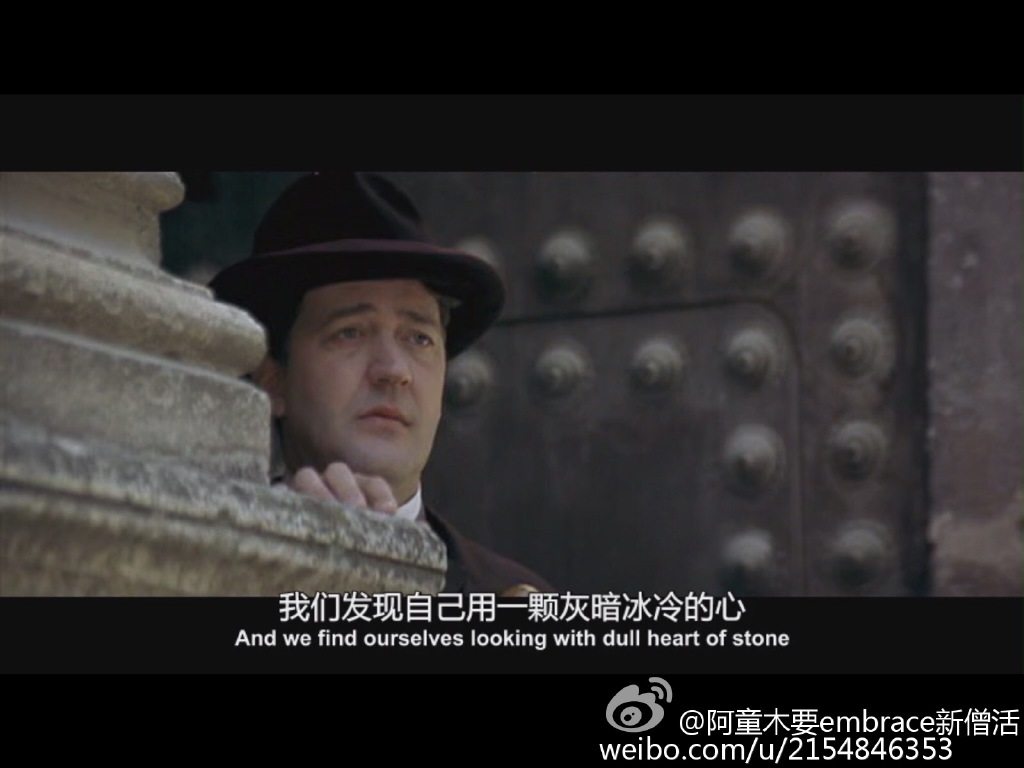 我们发现自己用一颗灰暗冰冷的心
And we find ourselves looking with dull heart of stone
@阿童木要embrace新僧活
weibo.com/u/2154846353